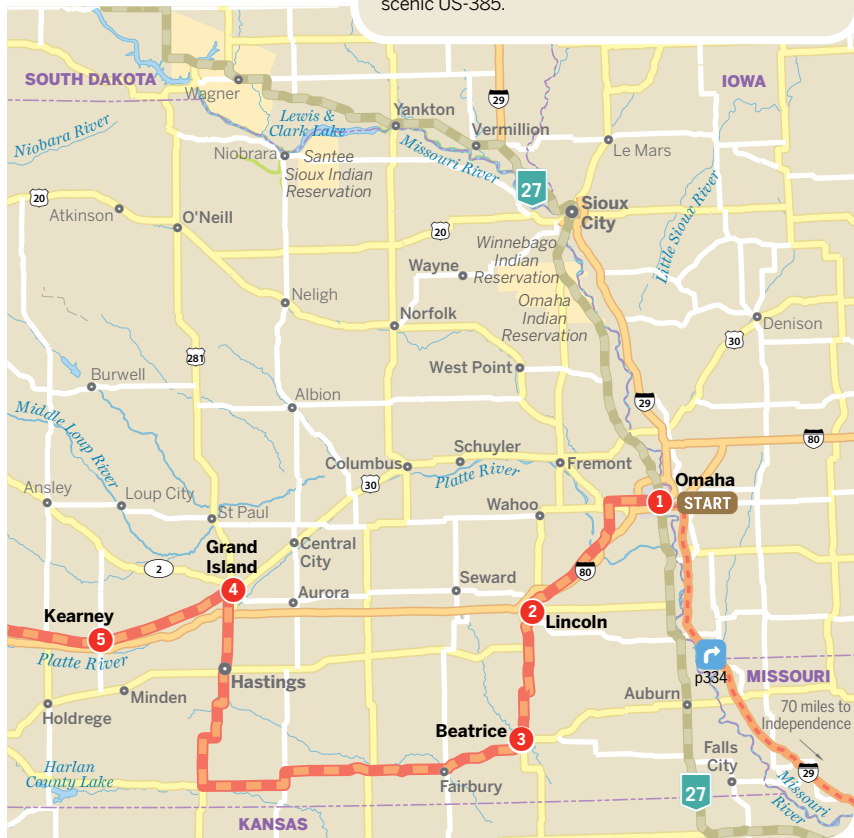 scenic US-385.
SOUTH DAKOTA
IOWA
Wagner
29
Lewis &
Clark Lake
Yankton
Vermillion
Niobara River
Missouri River
Le Mars
Niobrara
Santee
Sioux Indian
Reservation
27
20
Atkinson
O'Neill
20
Sioux
City
Little Sioux River
Winnebago
Indian
Reservation
Wayne
Omaha
Indian
Reservation
Neligh
Norfolk
Denison
30
281
West Point
Burwell
29
Albion
Middle Loup River
80
Columbus
30
Schuyler
Platte River
Fremont
Omaha
1
START
Ansley
Loup City
St Paul
Wahoo
2
Grand
Island
4
Central
City
80
Seward
Aurora
Kearney
5
2
Lincoln
Platte River
Hastings
p334
MISSOURI
Minden
Holdrege
Auburn
70 miles to
Independence
Beatrice
3
Harlan
County Lake
Fairbury
Falls
City
29
27
Missouri
River
KANSAS